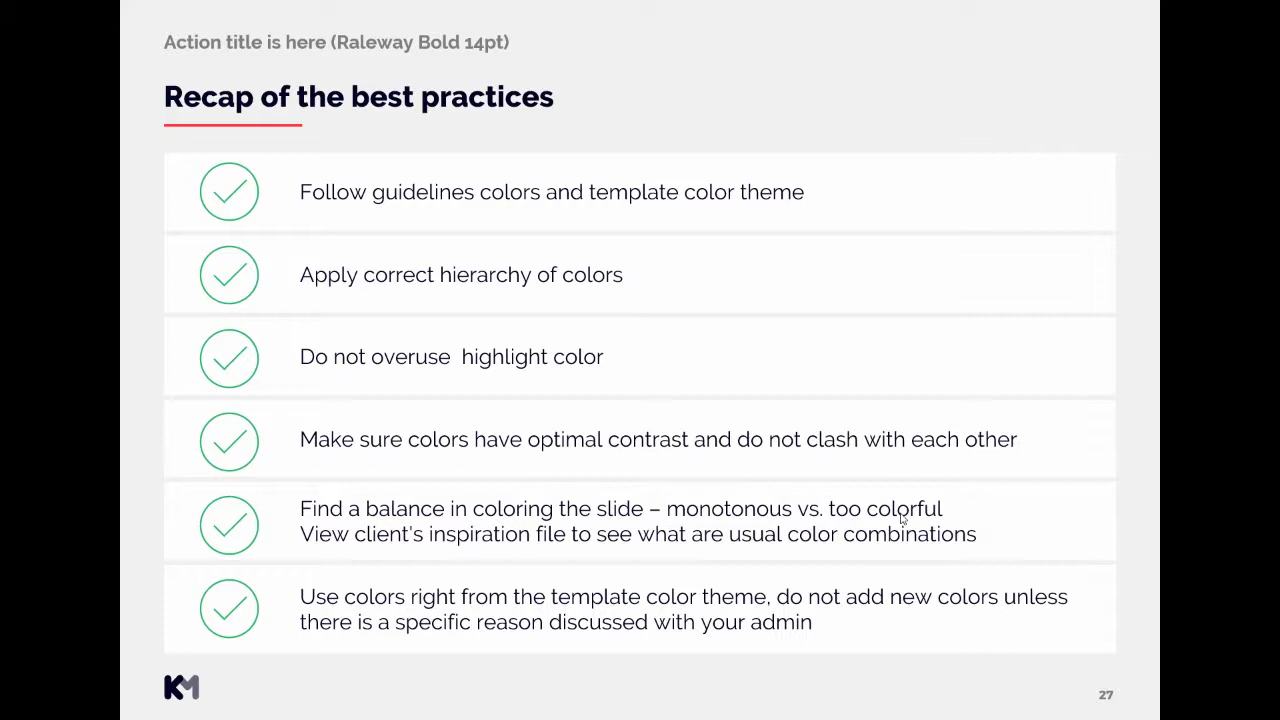 Action title is here (Raleway Bold 14pt)
Recap of the best practices
Follow guidelines colors and template color theme
Apply correct hierarchy of colors
Do not overuse  highlight color
Make sure colors have optimal contrast and do not clash with each other
Find a balance in coloring the slide – monotonous vs. too colorful
View client's inspiration file to see what are usual color combinations
Use colors right from the template color theme, do not add new colors unless
there is a specific reason discussed with your admin
KM
27